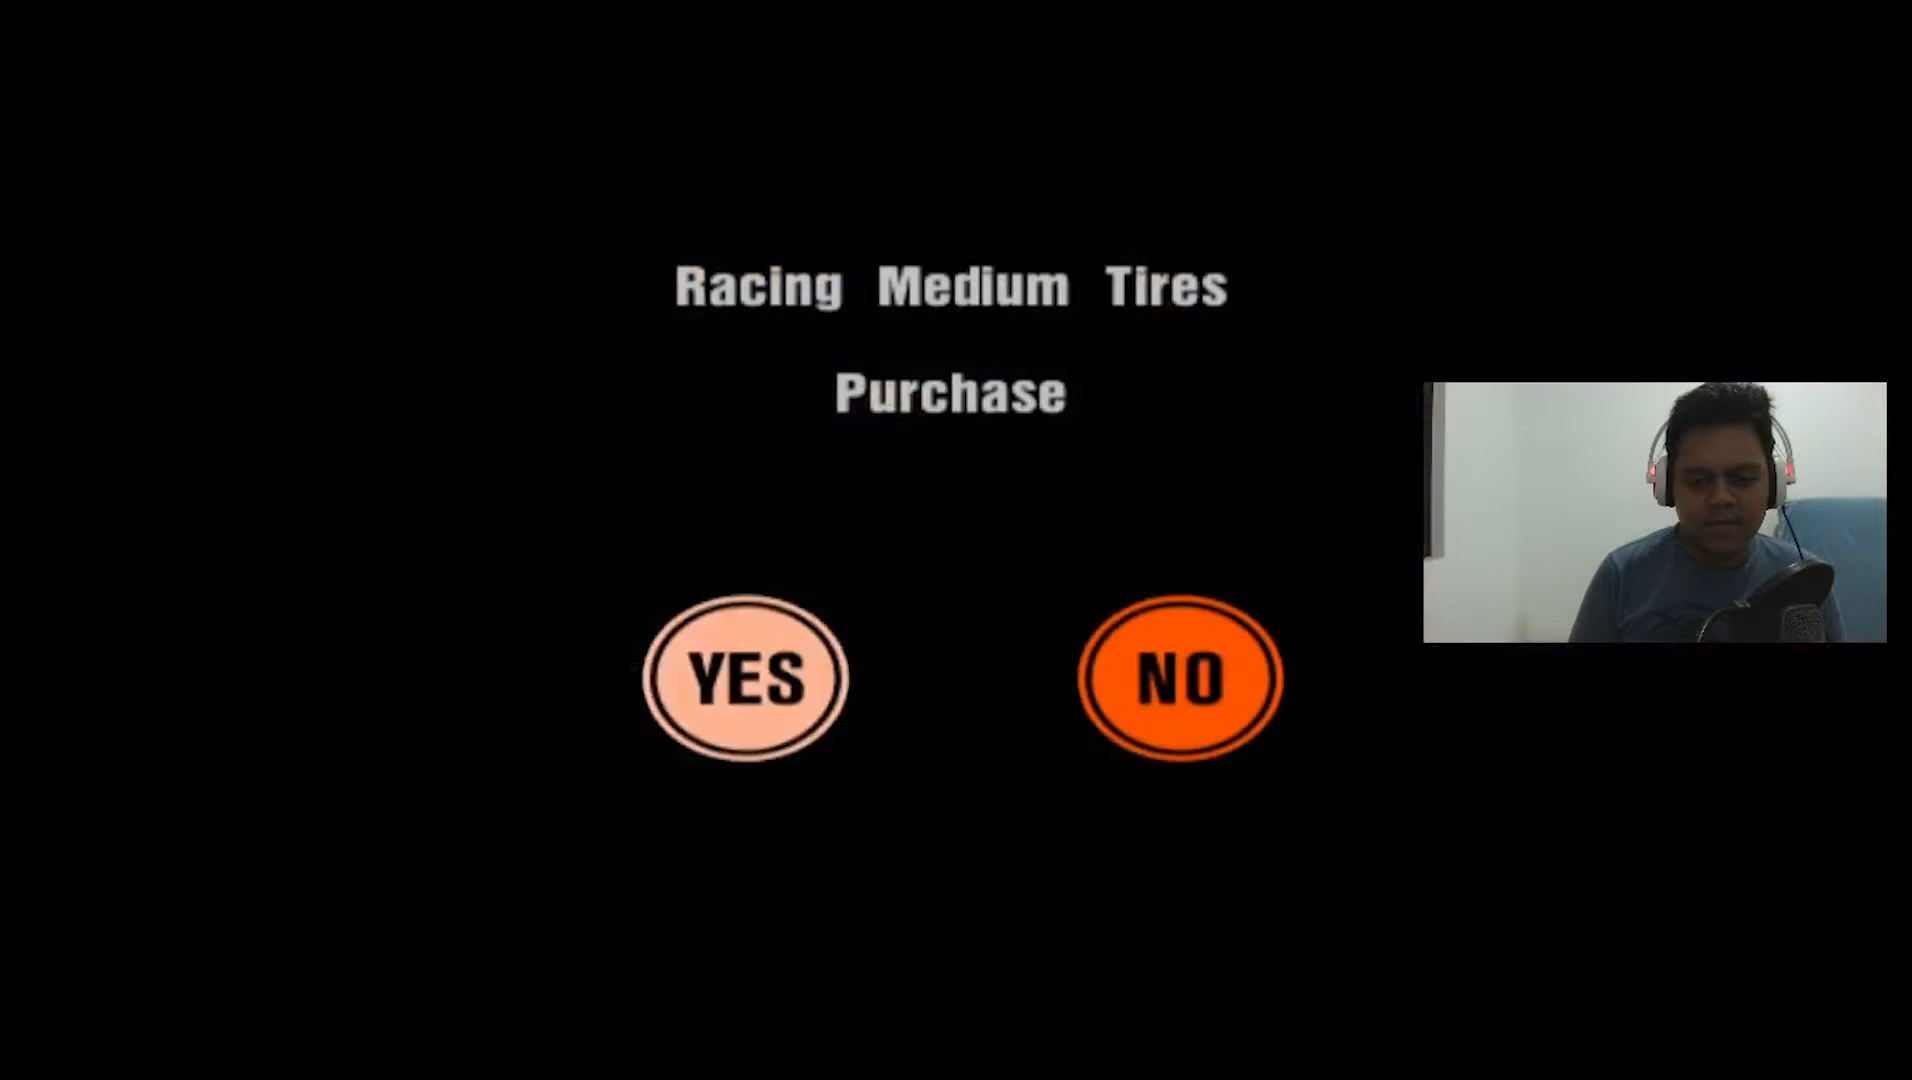 Racing Medium Tires
Purchase
YES NO